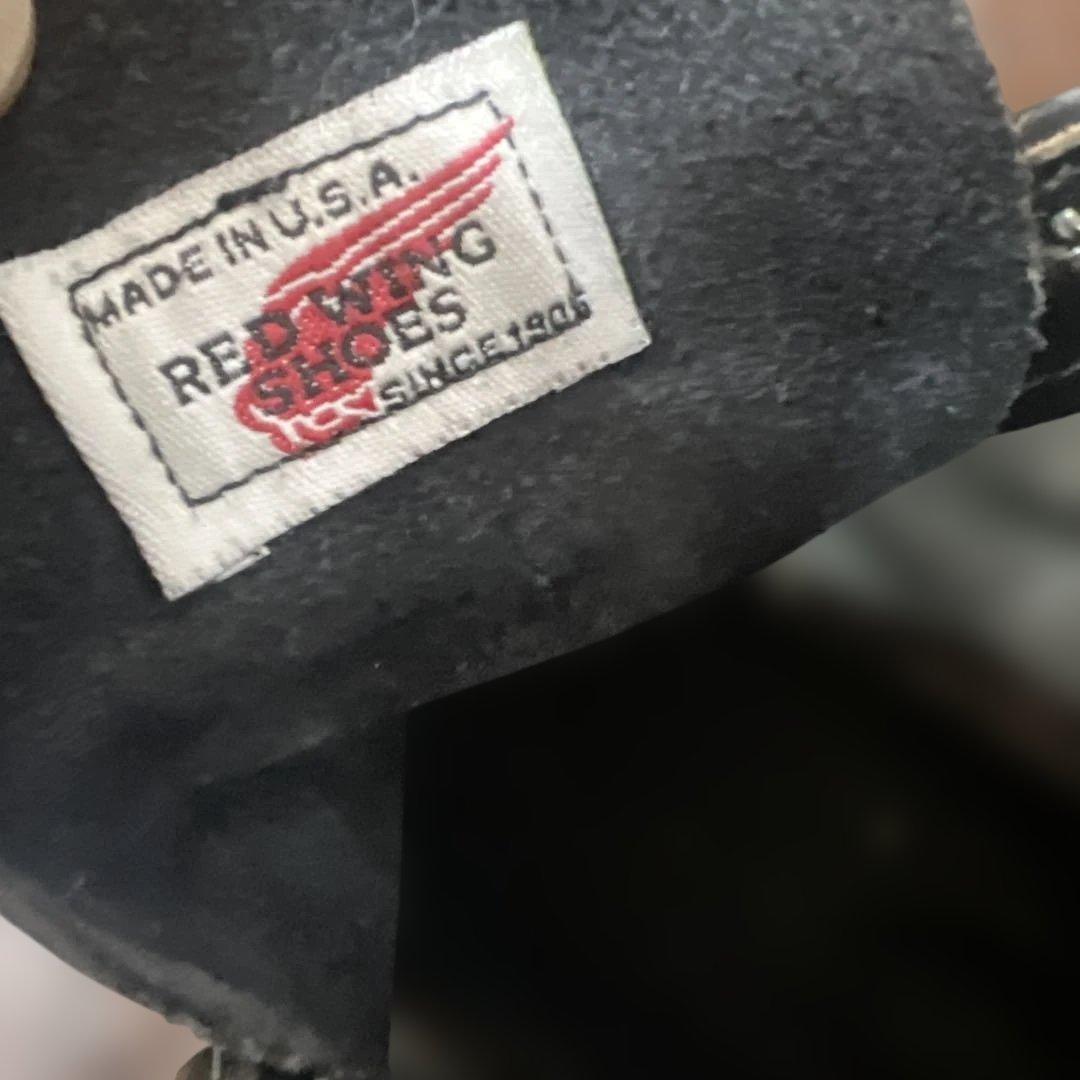 MADE IN U.S.A.
RED WING
SHOES
SINCE 1905